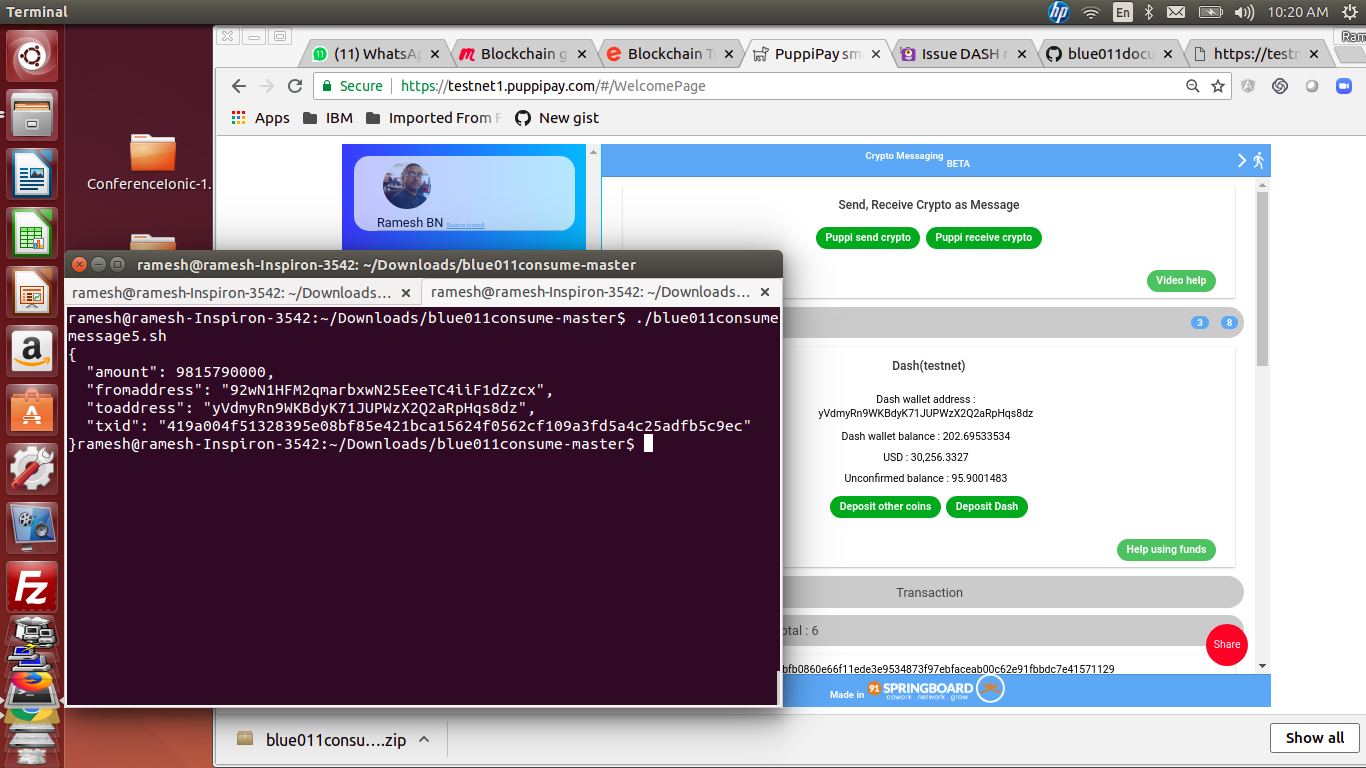 Terminal
En
10:20 AM
Ram
(11) WhatsAp
Blockchain g
Blockchain T
PuppiPay sm
Issue DASH r
blue011docu
https://testn
Secure
https://testnet1.puppipay.com/#/WelcomePage
Apps
IBM
Imported From F
New gist
ConferenceIonic-1.
Ramesh BN
Source Install
Crypto Messaging BETA
Send, Receive Crypto as Message
Puppi send crypto
Puppi receive crypto
Video help
3
8
Dash(testnet)
Dash wallet address :
yVdmyRn9WKBdyK71JUPWzX2Q2aRpHqs8dz
Dash wallet balance : 202.69533534
USD : 30,256.3327
Unconfirmed balance : 95.9001483
Deposit other coins
Deposit Dash
Help using funds
Transaction
otal : 6
bfb0860e66f11ede3e9534873f97ebfaceab00c62e91fbbdc7e41571129
Share
Made in 91 SPRINGBOARD
cowork . network . grow
ramesh@ramesh-Inspiron-3542: ~/Downloads/blue011consume-master
ramesh@ramesh-Inspiron-3542: ~/Downloads...
ramesh@ramesh-Inspiron-3542: ~/Downloads...
ramesh@ramesh-Inspiron-3542:~/Downloads/blue011consume-master$ ./blue011consume
message5.sh
{
"amount": 9815790000,
"fromaddress": "92wN1HFM2qmarbxwN25EeeTC4iiF1dZzcx",
"toaddress": "yVdmyRn9WKBdyK71JUPWzX2Q2aRpHqs8dz",
"txid": "419a004f51328395e08bf85e421bca15624f0562cf109a3fd5a4c25adfb5c9ec"
}ramesh@ramesh-Inspiron-3542:~/Downloads/blue011consume-master$
blue011consu....zip
Show all